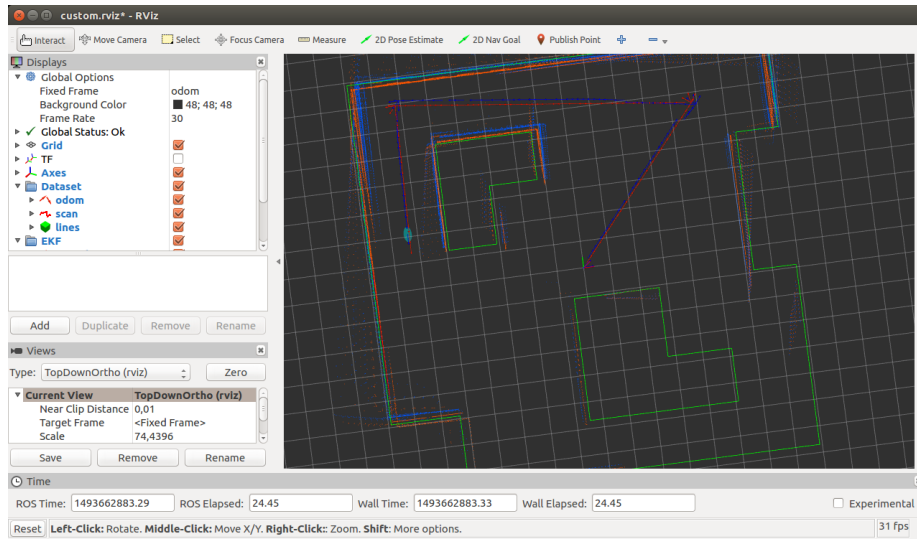 custom.rviz* - RViz
Interact Move Camera Select Focus Camera Measure 2D Pose Estimate 2D Nav Goal Publish Point
Displays
Global Options
Fixed Frame odom
Background Color 48; 48; 48
Frame Rate 30
Global Status: Ok
Grid
TF
Axes
Dataset
odom
scan
lines
EKF
Add Duplicate Remove Rename
Views
Type: TopDownOrtho (rviz) Zero
Current View TopDownOrtho (rviz)
Near Clip Distance 0,01
Target Frame <Fixed Frame>
Scale 74,4396
Save Remove Rename
Time
ROS Time: 1493662883.29 ROS Elapsed: 24.45 Wall Time: 1493662883.33 Wall Elapsed: 24.45 Experimental
Reset Left-Click: Rotate. Middle-Click: Move X/Y. Right-Click:: Zoom. Shift: More options. 31 fps